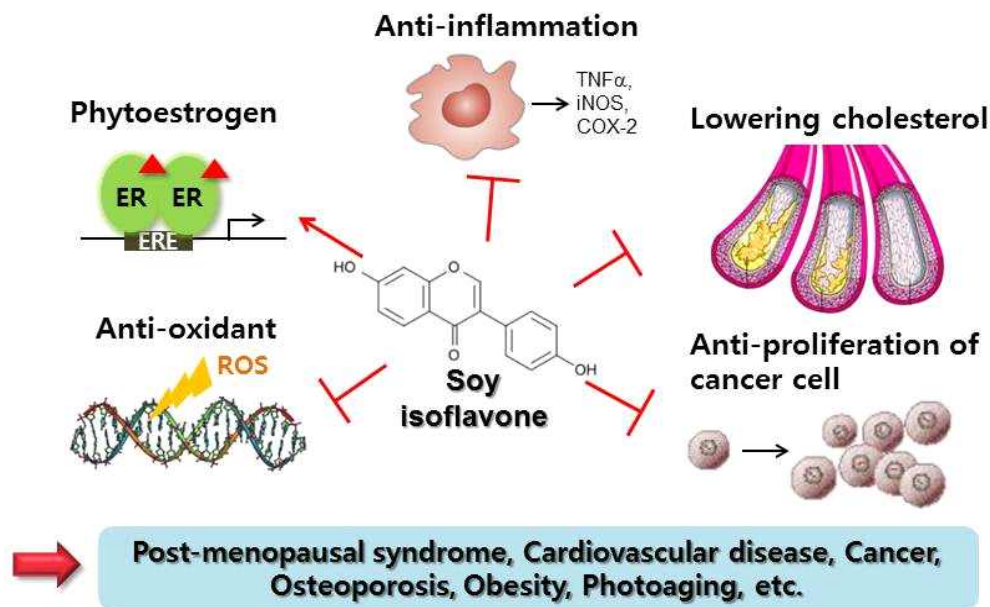 Anti-inflammation
TNFα,
iNOS,
COX-2
Phytoestrogen
ER
ER
ERE
Lowering cholesterol
HO
O
O
OH
Soy
isoflavone
Anti-oxidant
ROS
Anti-proliferation of
cancer cell
Post-menopausal syndrome, Cardiovascular disease, Cancer,
Osteoporosis, Obesity, Photoaging, etc.